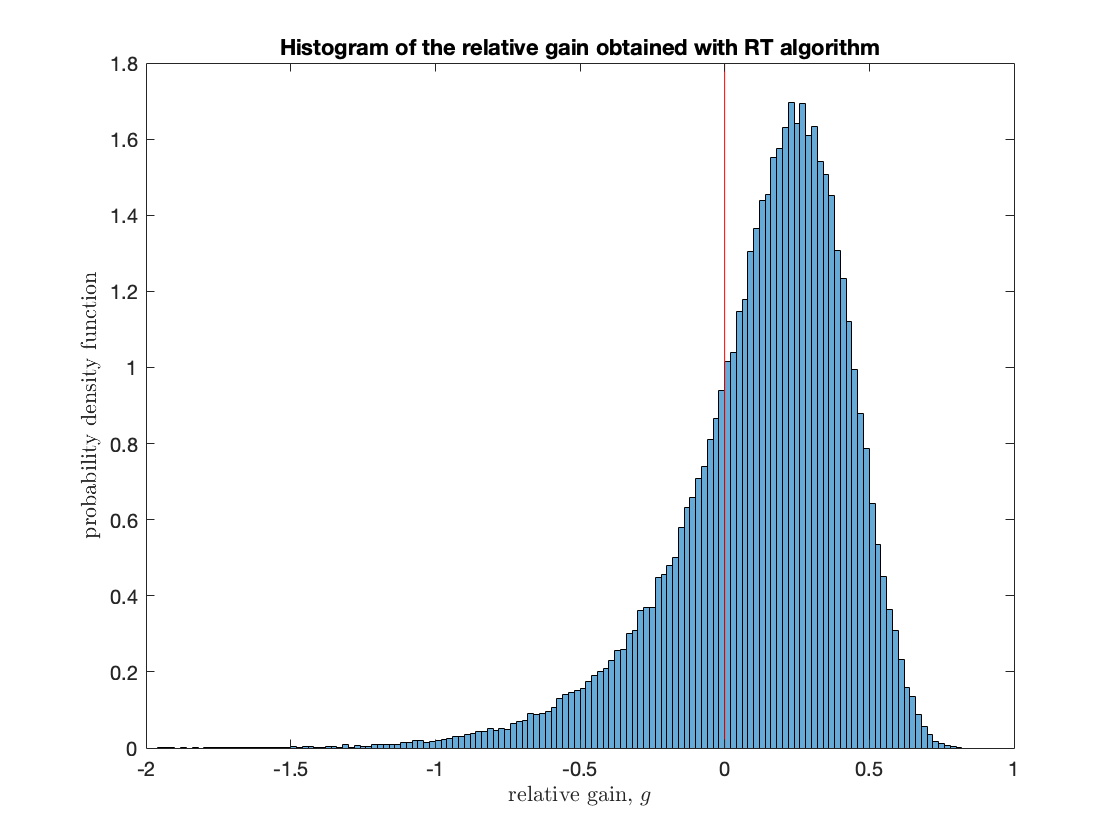 Histogram of the relative gain obtained with RT algorithm
1.8
1.6
1.4
1.2
1
0.8
0.6
0.4
0.2
0
probability density function
-2 -1.5 -1 -0.5 0 0.5 1
relative gain, g